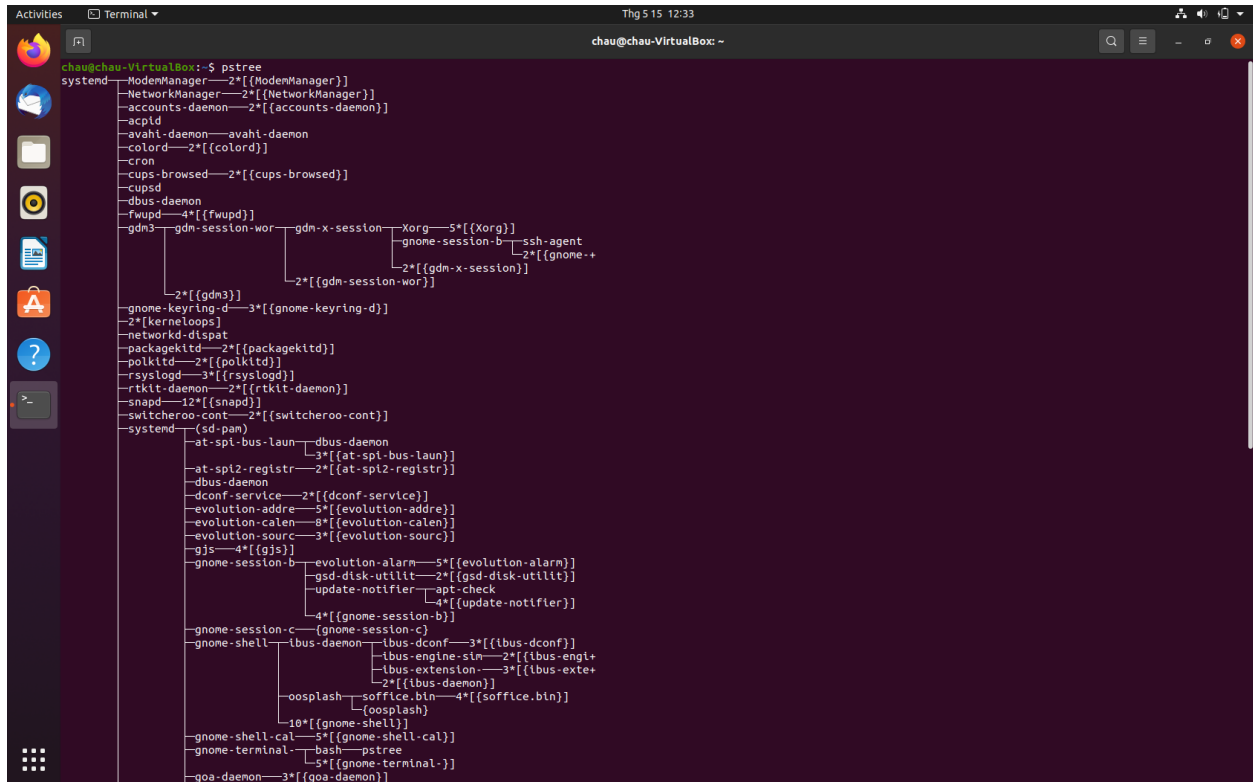 Activities Terminal Thg 5 15 12:33
chau@chau-VirtualBox: ~
chau@chau-VirtualBox:~$ pstree
systemd─┬─ModemManager───2*[{ModemManager}]
        ├─NetworkManager───2*[{NetworkManager}]
        ├─accounts-daemon───2*[{accounts-daemon}]
        ├─acpid
        ├─avahi-daemon───avahi-daemon
        ├─colord───2*[{colord}]
        ├─cron
        ├─cups-browsed───2*[{cups-browsed}]
        ├─cupsd
        ├─dbus-daemon
        ├─fwupd───4*[{fwupd}]
        ├─gdm3─┬─gdm-session-wor─┬─gdm-x-session─┬─Xorg───5*[{Xorg}]
        │      │                 │               ├─gnome-session-b─┬─ssh-agent
        │      │                 │               │                 └─2*[{gnome-+
        │      │                 │               └─2*[{gdm-x-session}]
        │      │                 └─2*[{gdm-session-wor}]
        │      └─2*[{gdm3}]
        ├─gnome-keyring-d───3*[{gnome-keyring-d}]
        ├─2*[kerneloops]
        ├─networkd-dispat
        ├─packagekitd───2*[{packagekitd}]
        ├─polkitd───2*[{polkitd}]
        ├─rsyslogd───3*[{rsyslogd}]
        ├─rtkit-daemon───2*[{rtkit-daemon}]
        ├─snapd───12*[{snapd}]
        ├─switcheroo-cont───2*[{switcheroo-cont}]
        ├─systemd─┬─(sd-pam)
        │         ├─at-spi-bus-laun─┬─dbus-daemon
        │         │                 └─3*[{at-spi-bus-laun}]
        │         ├─at-spi2-registr───2*[{at-spi2-registr}]
        │         ├─dbus-daemon
        │         ├─dconf-service───2*[{dconf-service}]
        │         ├─evolution-addre───5*[{evolution-addre}]
        │         ├─evolution-calen───8*[{evolution-calen}]
        │         ├─evolution-sourc───3*[{evolution-sourc}]
        │         ├─gjs───4*[{gjs}]
        │         ├─gnome-session-b─┬─evolution-alarm───5*[{evolution-alarm}]
        │         │                 ├─gsd-disk-utilit───2*[{gsd-disk-utilit}]
        │         │                 ├─update-notifier─┬─apt-check
        │         │                 │                 └─4*[{update-notifier}]
        │         │                 └─4*[{gnome-session-b}]
        │         ├─gnome-session-c───{gnome-session-c}
        │         ├─gnome-shell─┬─ibus-daemon─┬─ibus-dconf───3*[{ibus-dconf}]
        │         │             │             ├─ibus-engine-sim───2*[{ibus-engi+
        │         │             │             ├─ibus-extension-───3*[{ibus-exte+
        │         │             │             └─2*[{ibus-daemon}]
        │         │             ├─oosplash─┬─soffice.bin───4*[{soffice.bin}]
        │         │             │          └─{oosplash}
        │         │             └─10*[{gnome-shell}]
        │         ├─gnome-shell-cal───5*[{gnome-shell-cal}]
        │         ├─gnome-terminal-─┬─bash───pstree
        │         │                 └─5*[{gnome-terminal-}]
        │         ├─goa-daemon───3*[{goa-daemon}]